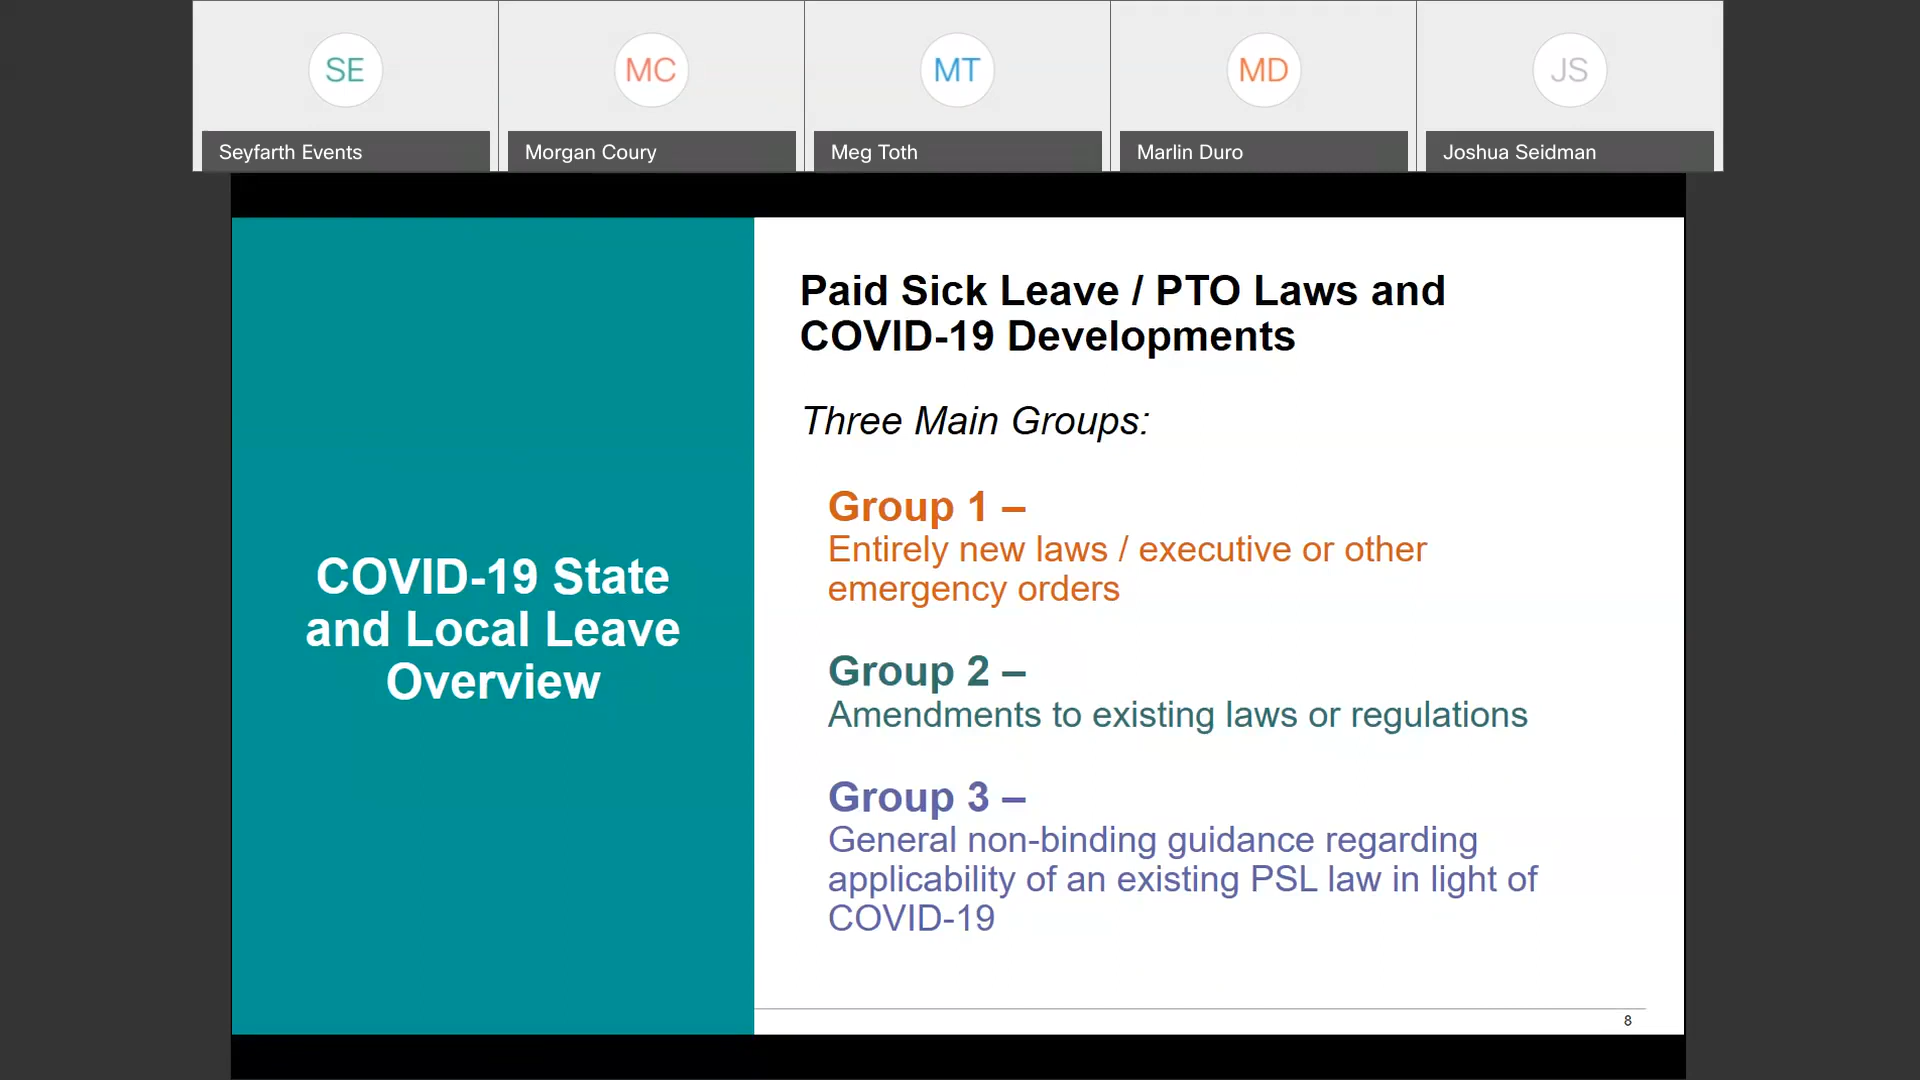 SE
MC
MT
MD
JS
Seyfarth Events
Morgan Coury
Meg Toth
Marlin Duro
Joshua Seidman
COVID-19 State
and Local Leave
Overview
Paid Sick Leave / PTO Laws and
COVID-19 Developments
Three Main Groups:
Group 1 –
Entirely new laws / executive or other
emergency orders
Group 2 –
Amendments to existing laws or regulations
Group 3 –
General non-binding guidance regarding
applicability of an existing PSL law in light of
COVID-19
8